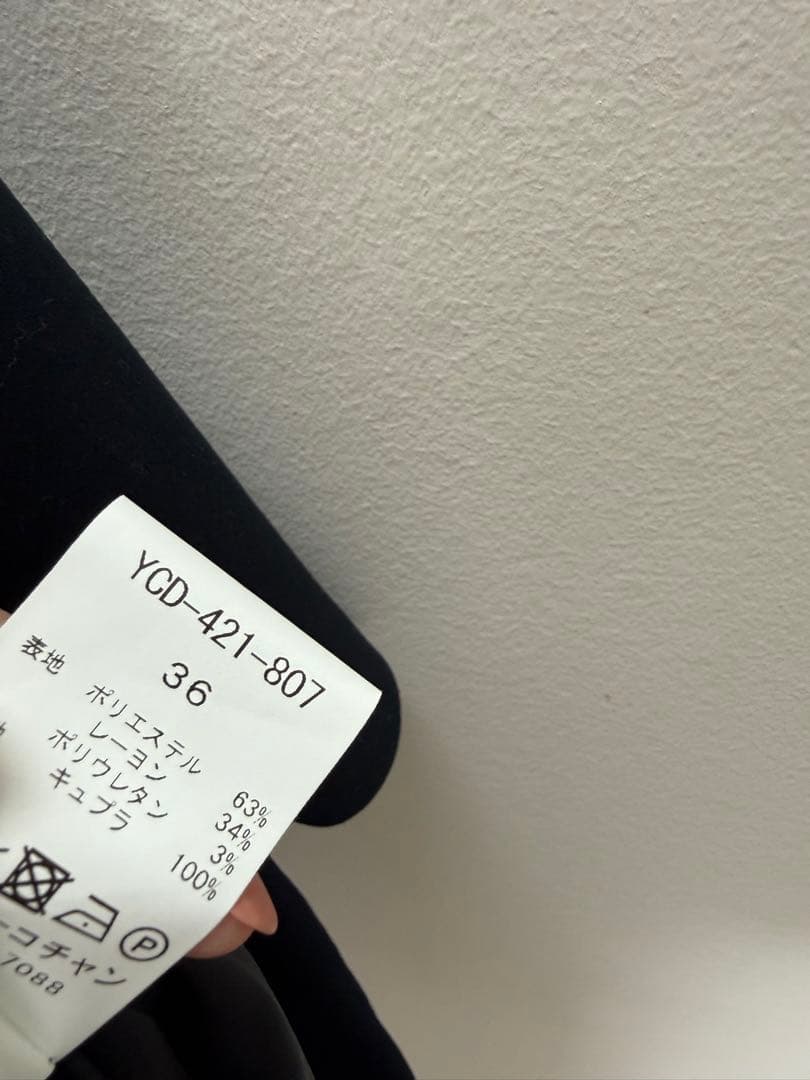 YCD-421-807
36
表地
ポリエステル 63%
レーヨン 34%
ポリウレタン 3%
キュプラ 100%
P
ーコチャン
7088